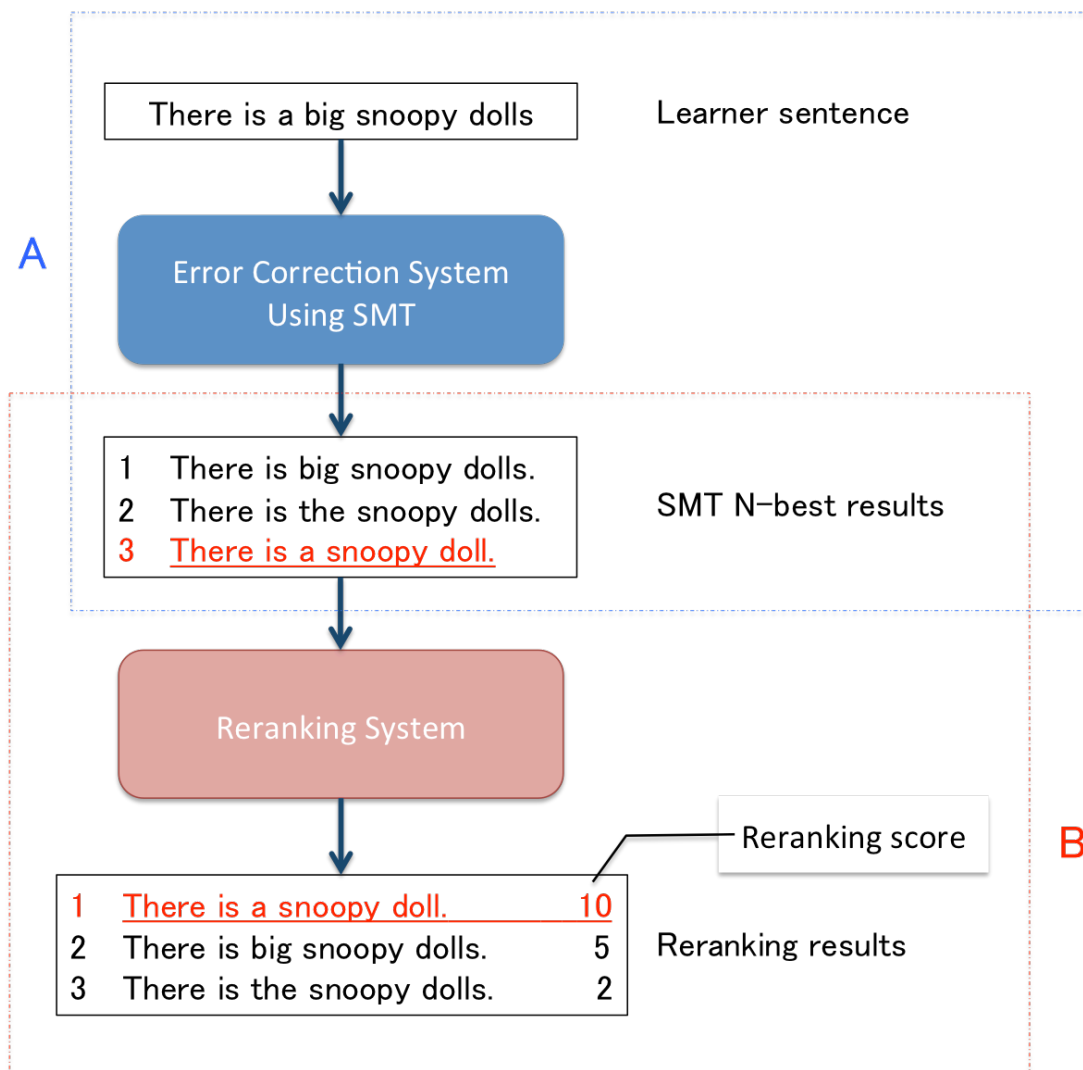 There is a big snoopy dolls
Learner sentence
A
Error Correction System
Using SMT
1 There is big snoopy dolls.
2 There is the snoopy dolls.
3 There is a snoopy doll.
SMT N-best results
Reranking System
Reranking score
B
1 There is a snoopy doll. 10
2 There is big snoopy dolls. 5
3 There is the snoopy dolls. 2
Reranking results